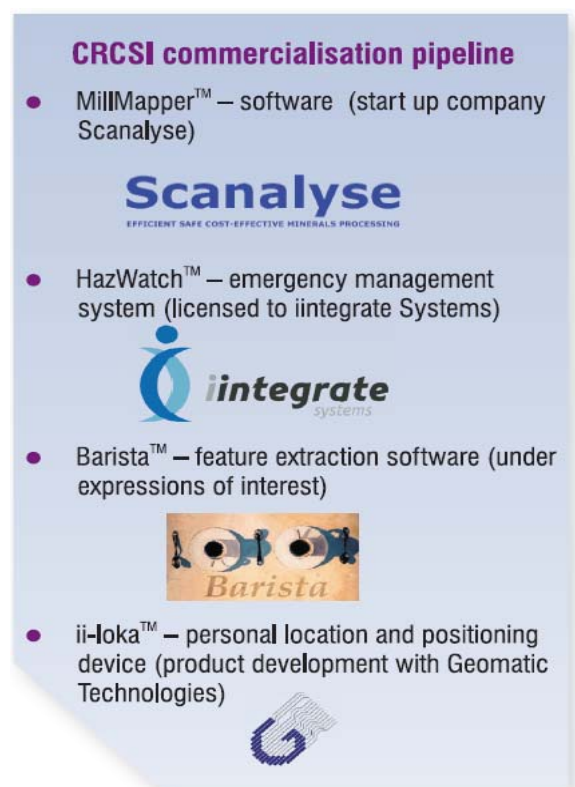 CRCSI commercialisation pipeline
• MillMapper™ – software (start up company
Scanalyse)
Scanalyse
EFFICIENT SAFE COST-EFFECTIVE MINERALS PROCESSING
• HazWatch™ – emergency management
system (licensed to iintegrate Systems)
iintegrate
systems
• Barista™ – feature extraction software (under
expressions of interest)
Barista
• ii-loka™ – personal location and positioning
device (product development with Geomatic
Technologies)
G